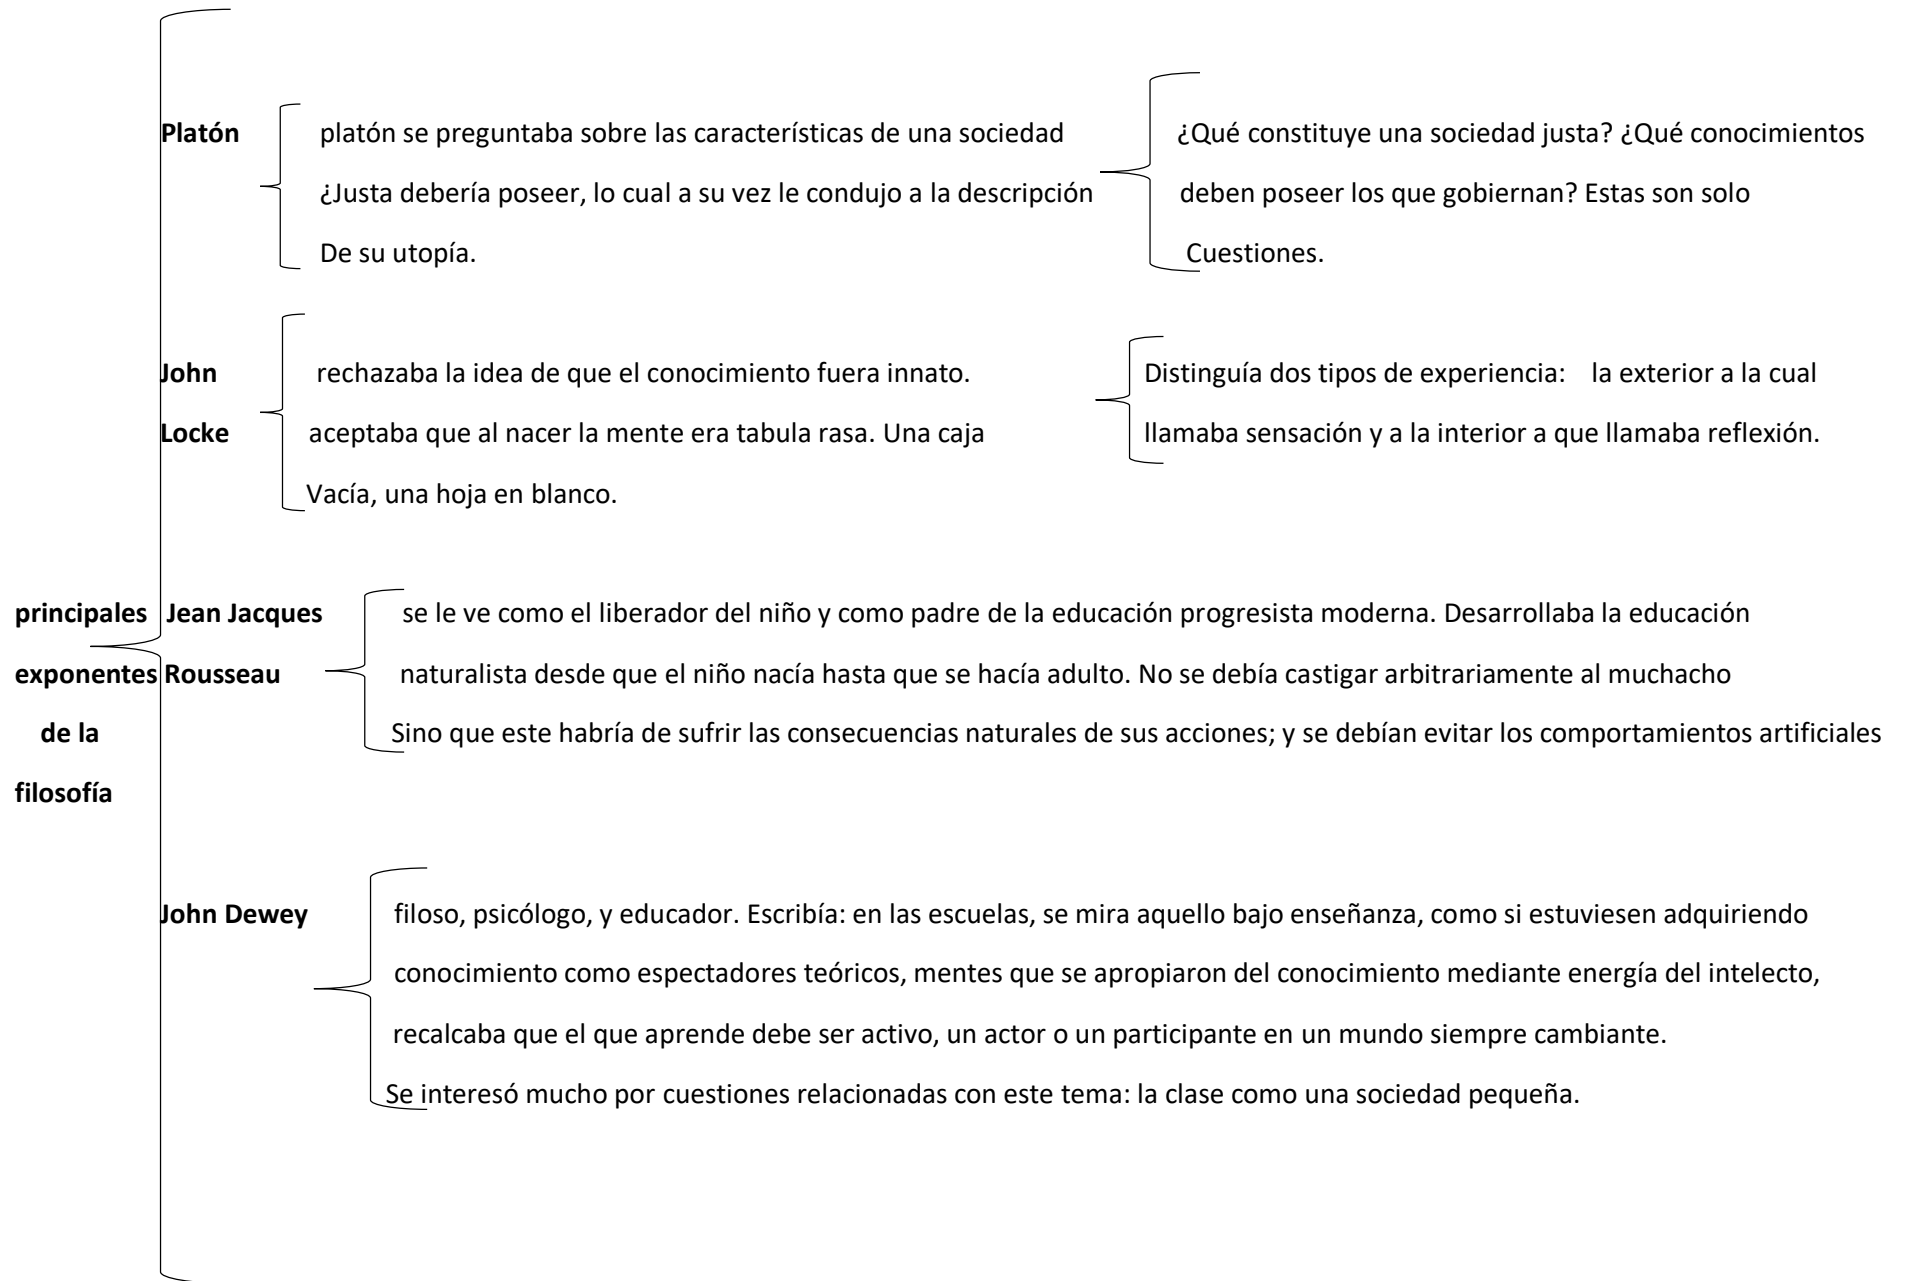 Platón platón se preguntaba sobre las características de una sociedad ¿Qué constituye una sociedad justa? ¿Qué conocimientos
¿Justa debería poseer, lo cual a su vez le condujo a la descripción deben poseer los que gobiernan? Estas son solo
De su utopía. Cuestiones.
John rechazaba la idea de que el conocimiento fuera innato. Distinguía dos tipos de experiencia: la exterior a la cual
Locke aceptaba que al nacer la mente era tabula rasa. Una caja llamaba sensación y a la interior a que llamaba reflexión.
Vacía, una hoja en blanco.
principales Jean Jacques se le ve como el liberador del niño y como padre de la educación progresista moderna. Desarrollaba la educación
exponentes Rousseau naturalista desde que el niño nacía hasta que se hacía adulto. No se debía castigar arbitrariamente al muchacho
de la Sino que este habría de sufrir las consecuencias naturales de sus acciones; y se debían evitar los comportamientos artificiales
filosofía
John Dewey filoso, psicólogo, y educador. Escribía: en las escuelas, se mira aquello bajo enseñanza, como si estuviesen adquiriendo
conocimiento como espectadores teóricos, mentes que se apropiaron del conocimiento mediante energía del intelecto,
recalcaba que el que aprende debe ser activo, un actor o un participante en un mundo siempre cambiante.
Se interesó mucho por cuestiones relacionadas con este tema: la clase como una sociedad pequeña.